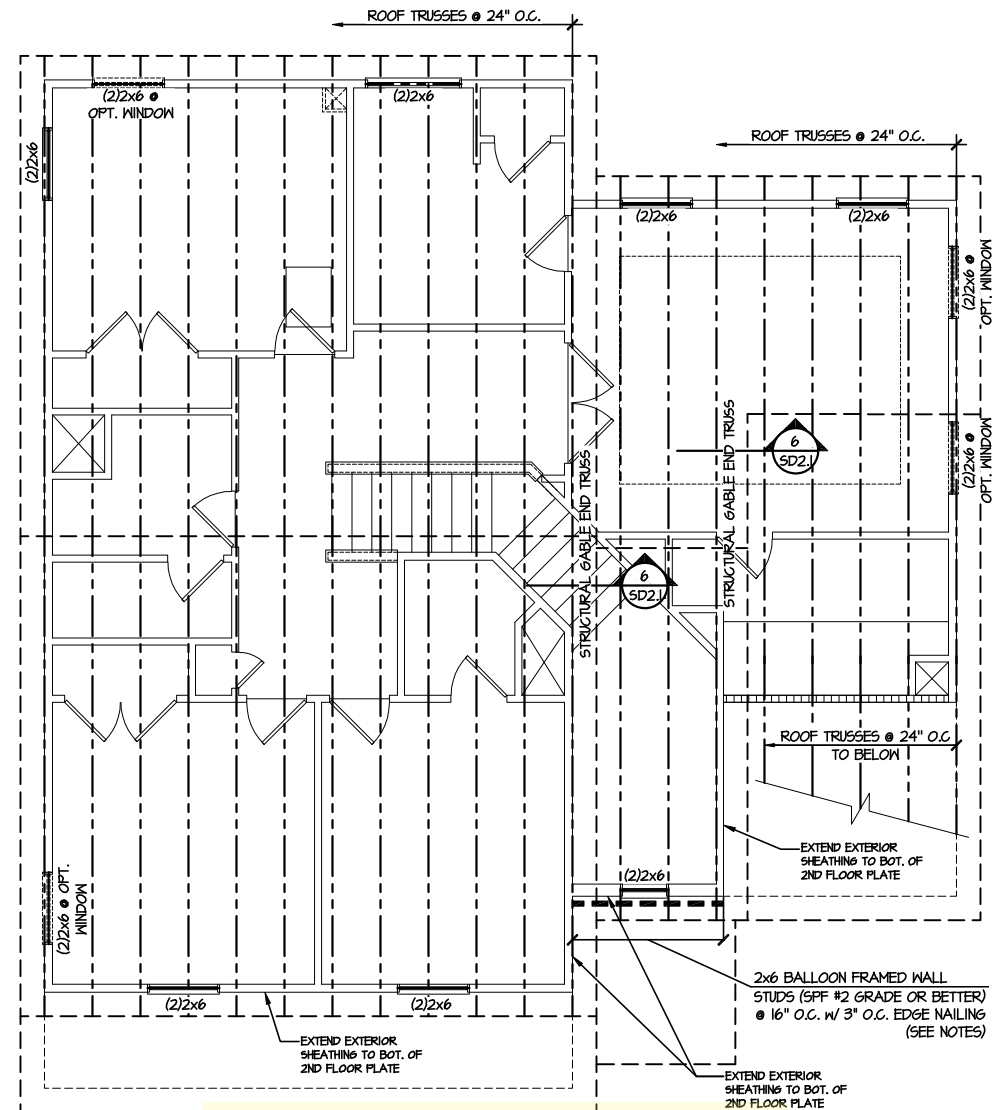 ROOF TRUSSES @ 24" O.C.
(2)2x6 @
OPT. WINDOW
(2)2x6
(2)2x6
ROOF TRUSSES @ 24" O.C.
(2)2x6
(2)2x6
(2)2x6 @
OPT. WINDOW
(2)2x6 @
OPT. WINDOW
STRUCTURAL GABLE END TRUSS
STRUCTURAL GABLE END TRUSS
6
SD2.1
6
SD2.1
ROOF TRUSSES @ 24" O.C.
TO BELOW
EXTEND EXTERIOR
SHEATHING TO BOT. OF
2ND FLOOR PLATE
(2)2x6
(2)2x6 @ OPT.
WINDOW
(2)2x6
(2)2x6
2x6 BALLOON FRAMED WALL
STUDS (SPF #2 GRADE OR BETTER)
@ 16" O.C. W/ 3" O.C. EDGE NAILING
(SEE NOTES)
EXTEND EXTERIOR
SHEATHING TO BOT. OF
2ND FLOOR PLATE
EXTEND EXTERIOR
SHEATHING TO BOT. OF
2ND FLOOR PLATE